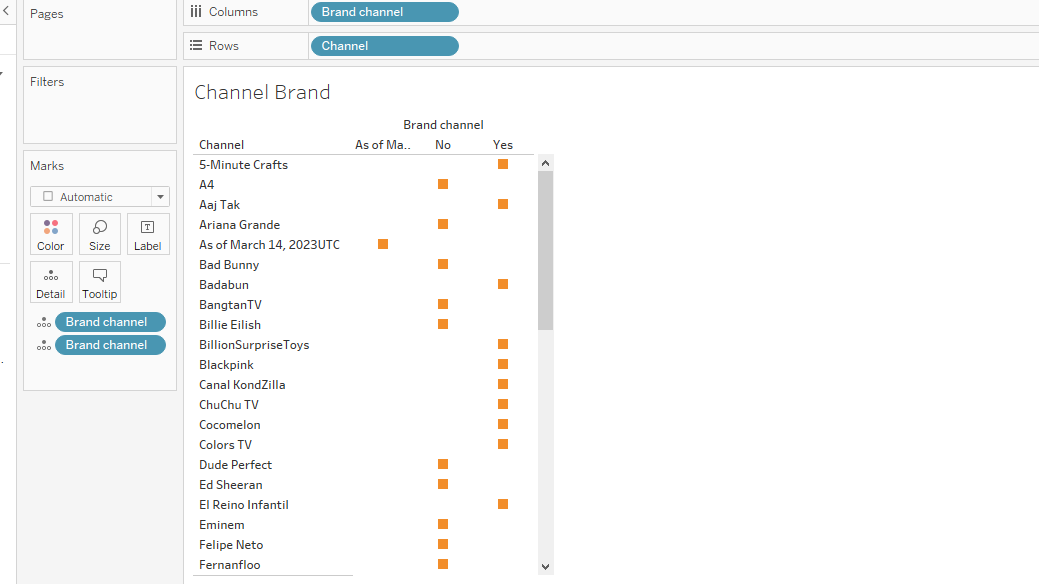 Pages
Columns
Brand channel
Rows
Channel
Filters
Marks
Automatic
Color
Size
Label
Detail
Tooltip
Brand channel
Brand channel
Channel Brand
Brand channel
Channel As of Ma.. No Yes
5-Minute Crafts
A4
Aaj Tak
Ariana Grande
As of March 14, 2023UTC
Bad Bunny
Badabun
BangtanTV
Billie Eilish
BillionSurpriseToys
Blackpink
Canal KondZilla
ChuChu TV
Cocomelon
Colors TV
Dude Perfect
Ed Sheeran
El Reino Infantil
Eminem
Felipe Neto
Fernanfloo